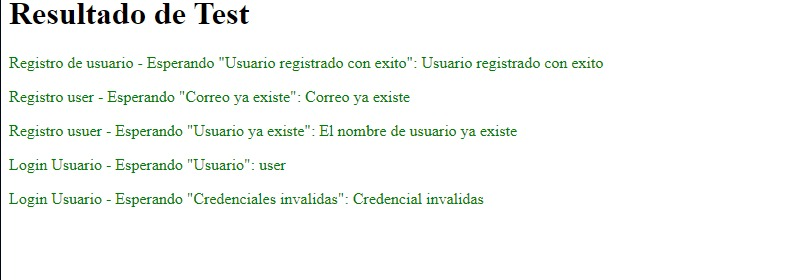 Resultado de Test
Registro de usuario - Esperando "Usuario registrado con exito": Usuario registrado con exito
Registro user - Esperando "Correo ya existe": Correo ya existe
Registro usuer - Esperando "Usuario ya existe": El nombre de usuario ya existe
Login Usuario - Esperando "Usuario": user
Login Usuario - Esperando "Credenciales invalidas": Credencial invalidas